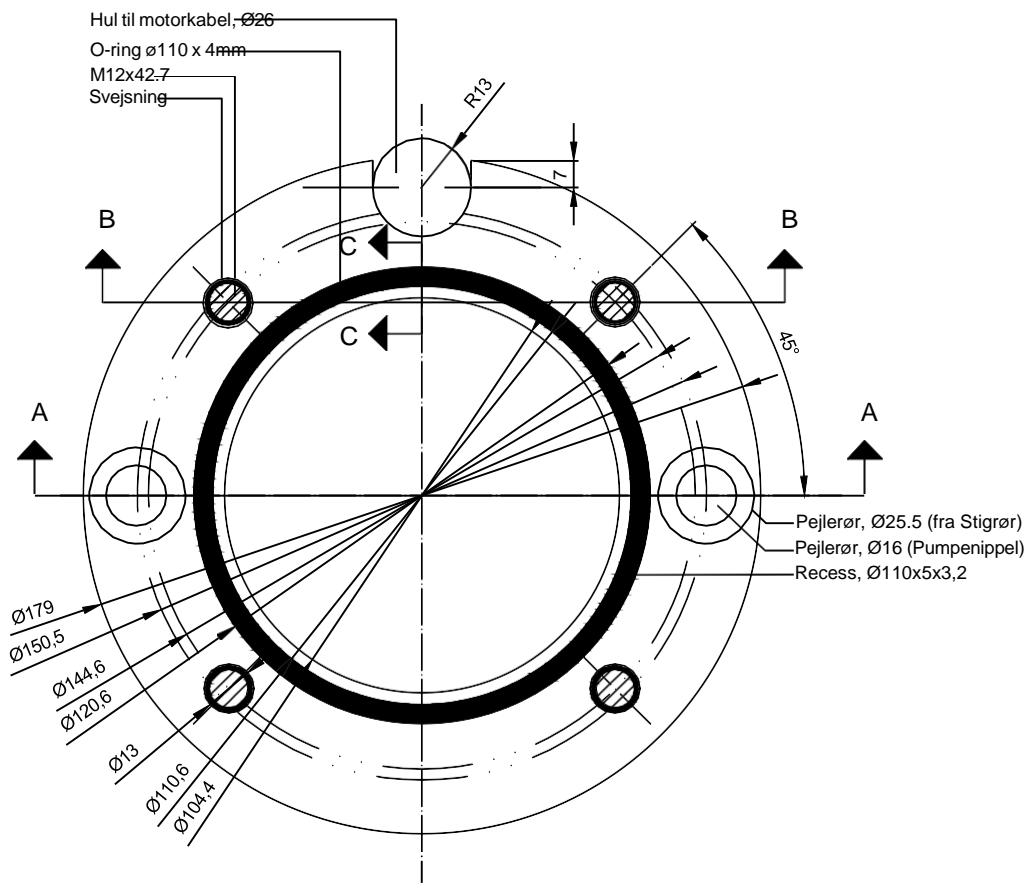 Hul til motorkabel, Ø26
O-ring ø110 x 4mm
M12x42.7
Svejsning
R13
7
B
B
C
C
45°
A
A
Pejlerør, Ø25.5 (fra Stigrør)
Pejlerør, Ø16 (Pumpenippel)
Recess, Ø110x5x3,2
Ø179
Ø150,5
Ø144,6
Ø120,6
Ø13
Ø110,6
Ø104,4